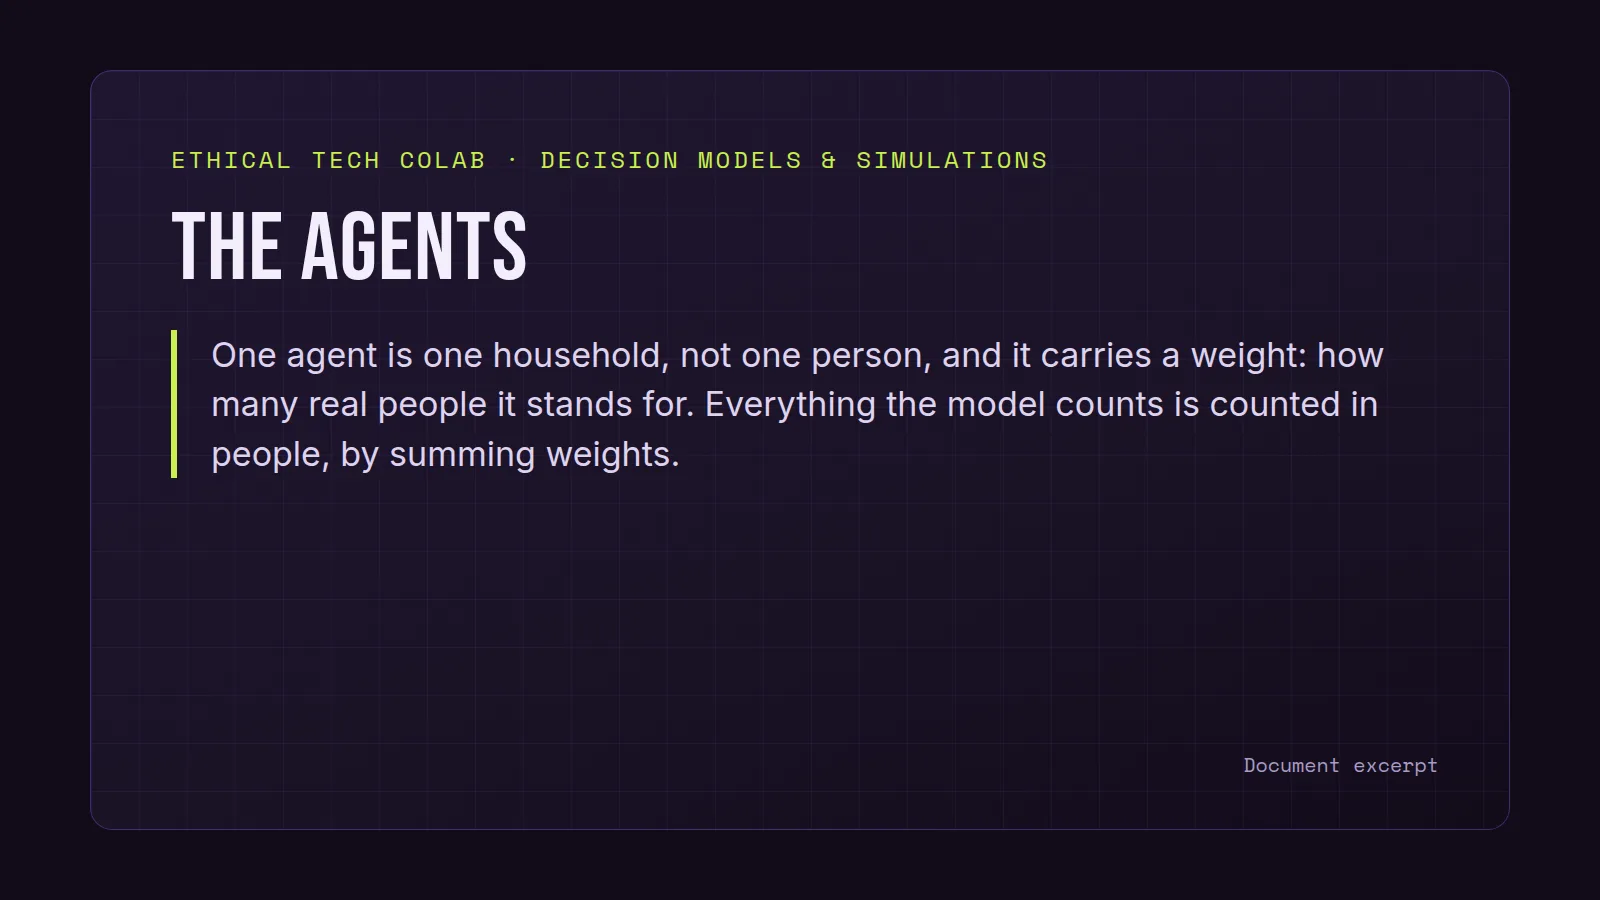 ETHICAL TECH COLAB · DECISION MODELS & SIMULATIONS
THE AGENTS
One agent is one household, not one person, and it carries a weight: how
many real people it stands for. Everything the model counts is counted in
people, by summing weights.
Document excerpt